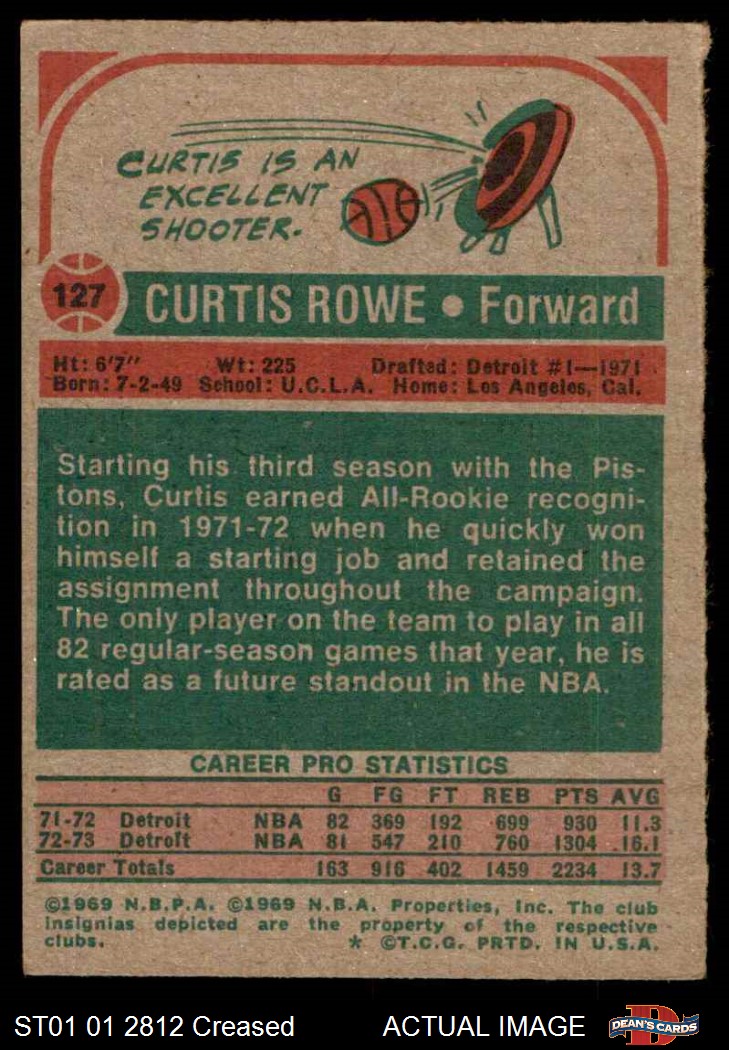 CURTIS IS AN
EXCELLENT
SHOOTER.
127 CURTIS ROWE • Forward
Ht: 6'7" Wt: 225 Drafted: Detroit #1—1971
Born: 7-2-49 School: U.C.L.A. Home: Los Angeles, Cal.
Starting his third season with the Pis-
tons, Curtis earned All-Rookie recogni-
tion in 1971-72 when he quickly won
himself a starting job and retained the
assignment throughout the campaign.
The only player on the team to play in all
82 regular-season games that year, he is
rated as a future standout in the NBA.
CAREER PRO STATISTICS
G FG FT REB PTS AVG
71-72 Detroit NBA 82 369 192 699 930 11.3
72-73 Detroit NBA 81 547 210 760 1304 16.1
Career Totals 163 916 402 1459 2234 13.7
©1969 N.B.P.A. ©1969 N.B.A. Properties, Inc. The club
insignias depicted are the property of the respective
clubs. * ©T.C.G. PRTD. IN U.S.A.
ST01 01 2812 Creased ACTUAL IMAGE DEAN'S CARDS